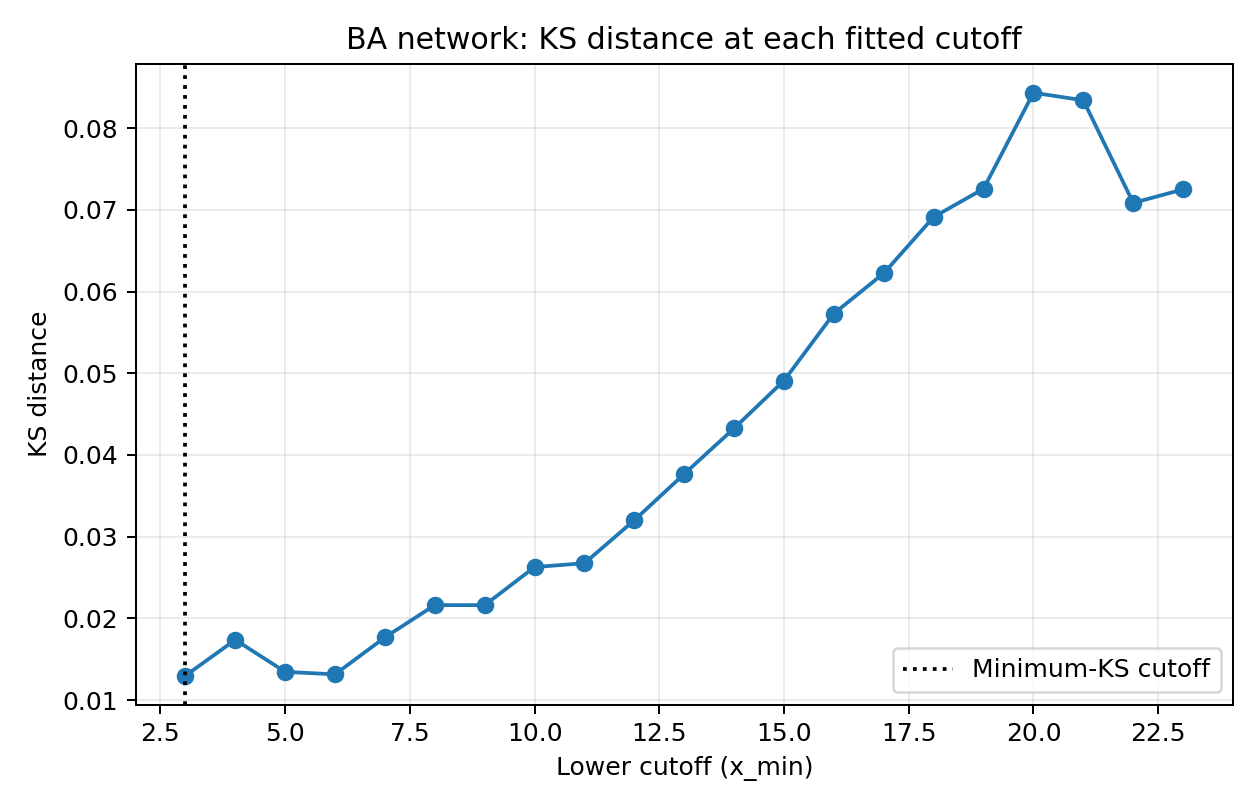 BA network: KS distance at each fitted cutoff
KS distance
0.08
0.07
0.06
0.05
0.04
0.03
0.02
0.01
Minimum-KS cutoff
2.5 5.0 7.5 10.0 12.5 15.0 17.5 20.0 22.5
Lower cutoff (x_min)